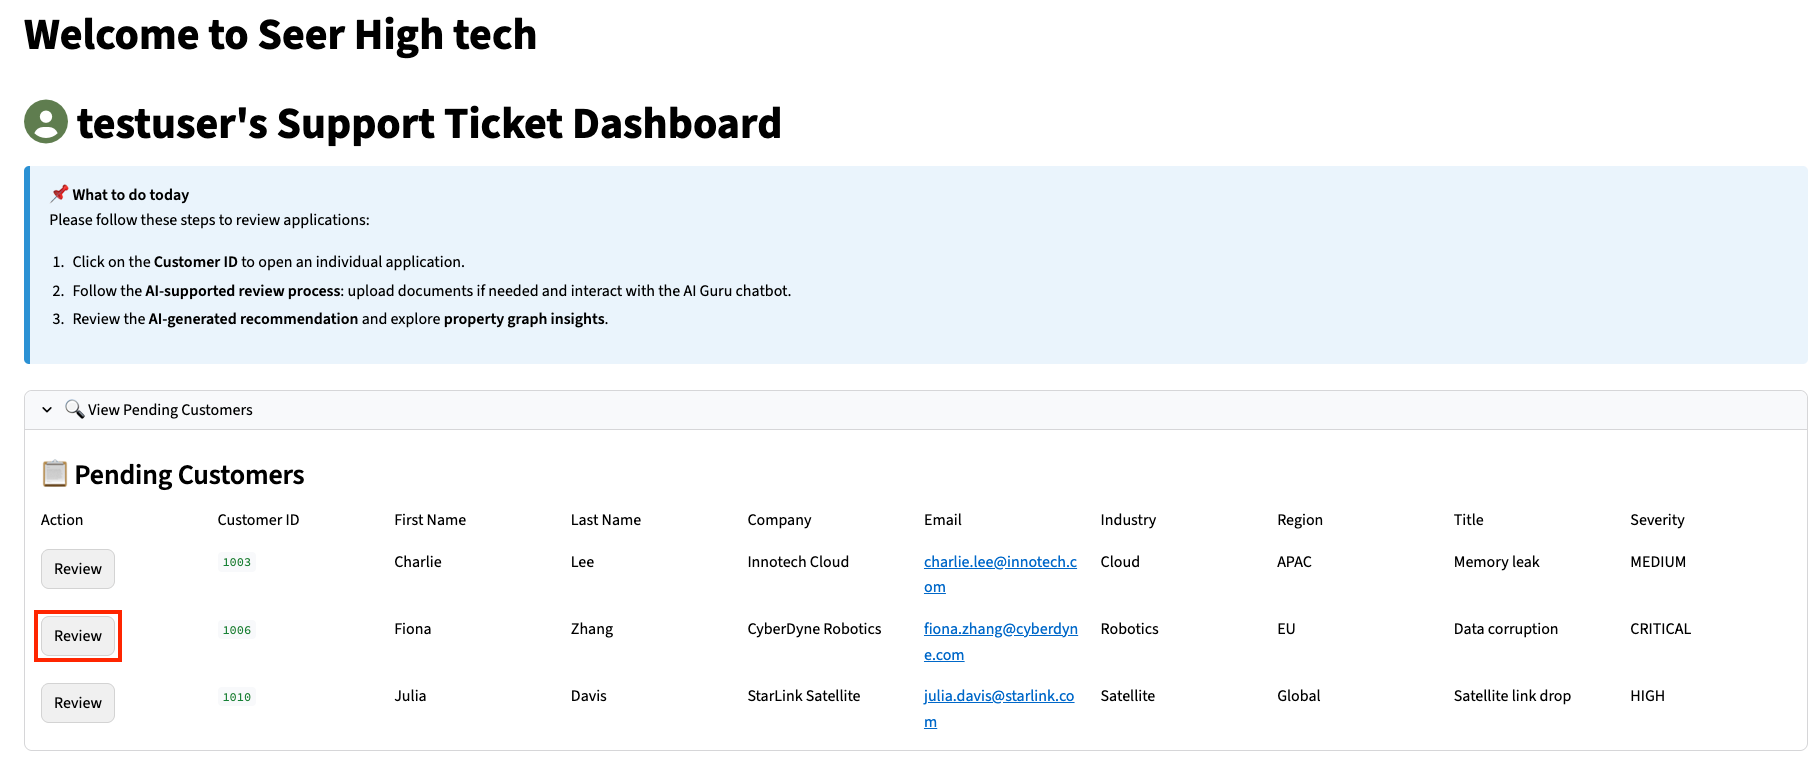 Welcome to Seer High tech
testuser's Support Ticket Dashboard
What to do today
Please follow these steps to review applications:
1. Click on the Customer ID to open an individual application.
2. Follow the AI-supported review process: upload documents if needed and interact with the AI Guru chatbot.
3. Review the AI-generated recommendation and explore property graph insights.
View Pending Customers
Pending Customers
Action Customer ID First Name Last Name Company Email Industry Region Title Severity
Review 1003 Charlie Lee Innotech Cloud charlie.lee@innotech.c Cloud APAC Memory leak MEDIUM
om
Review 1006 Fiona Zhang CyberDyne Robotics fiona.zhang@cyberdyn Robotics EU Data corruption CRITICAL
e.com
Review 1010 Julia Davis StarLink Satellite julia.davis@starlink.co Satellite Global Satellite link drop HIGH
m